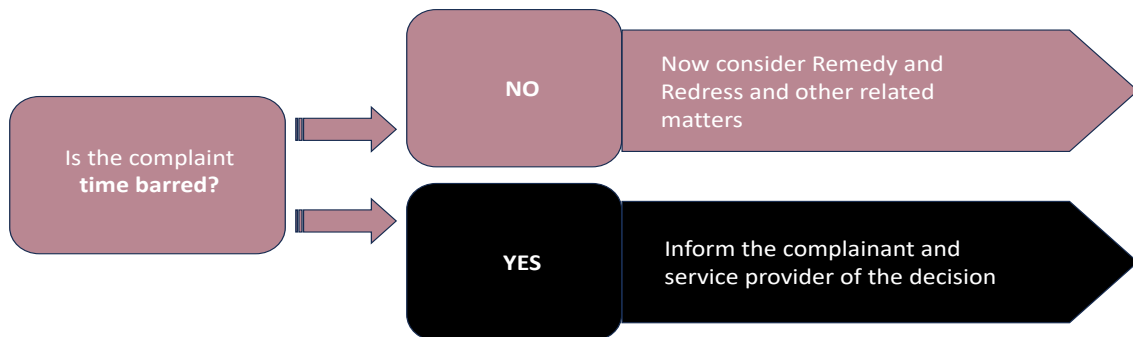 Is the complaint
time barred?
NO
Now consider Remedy and
Redress and other related
matters
YES
Inform the complainant and
service provider of the decision